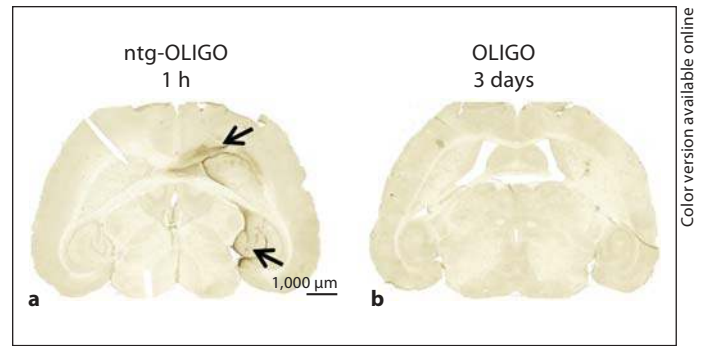 ntg-OLIGO
1 h
OLIGO
3 days
1,000 µm
a
b
Color version available online